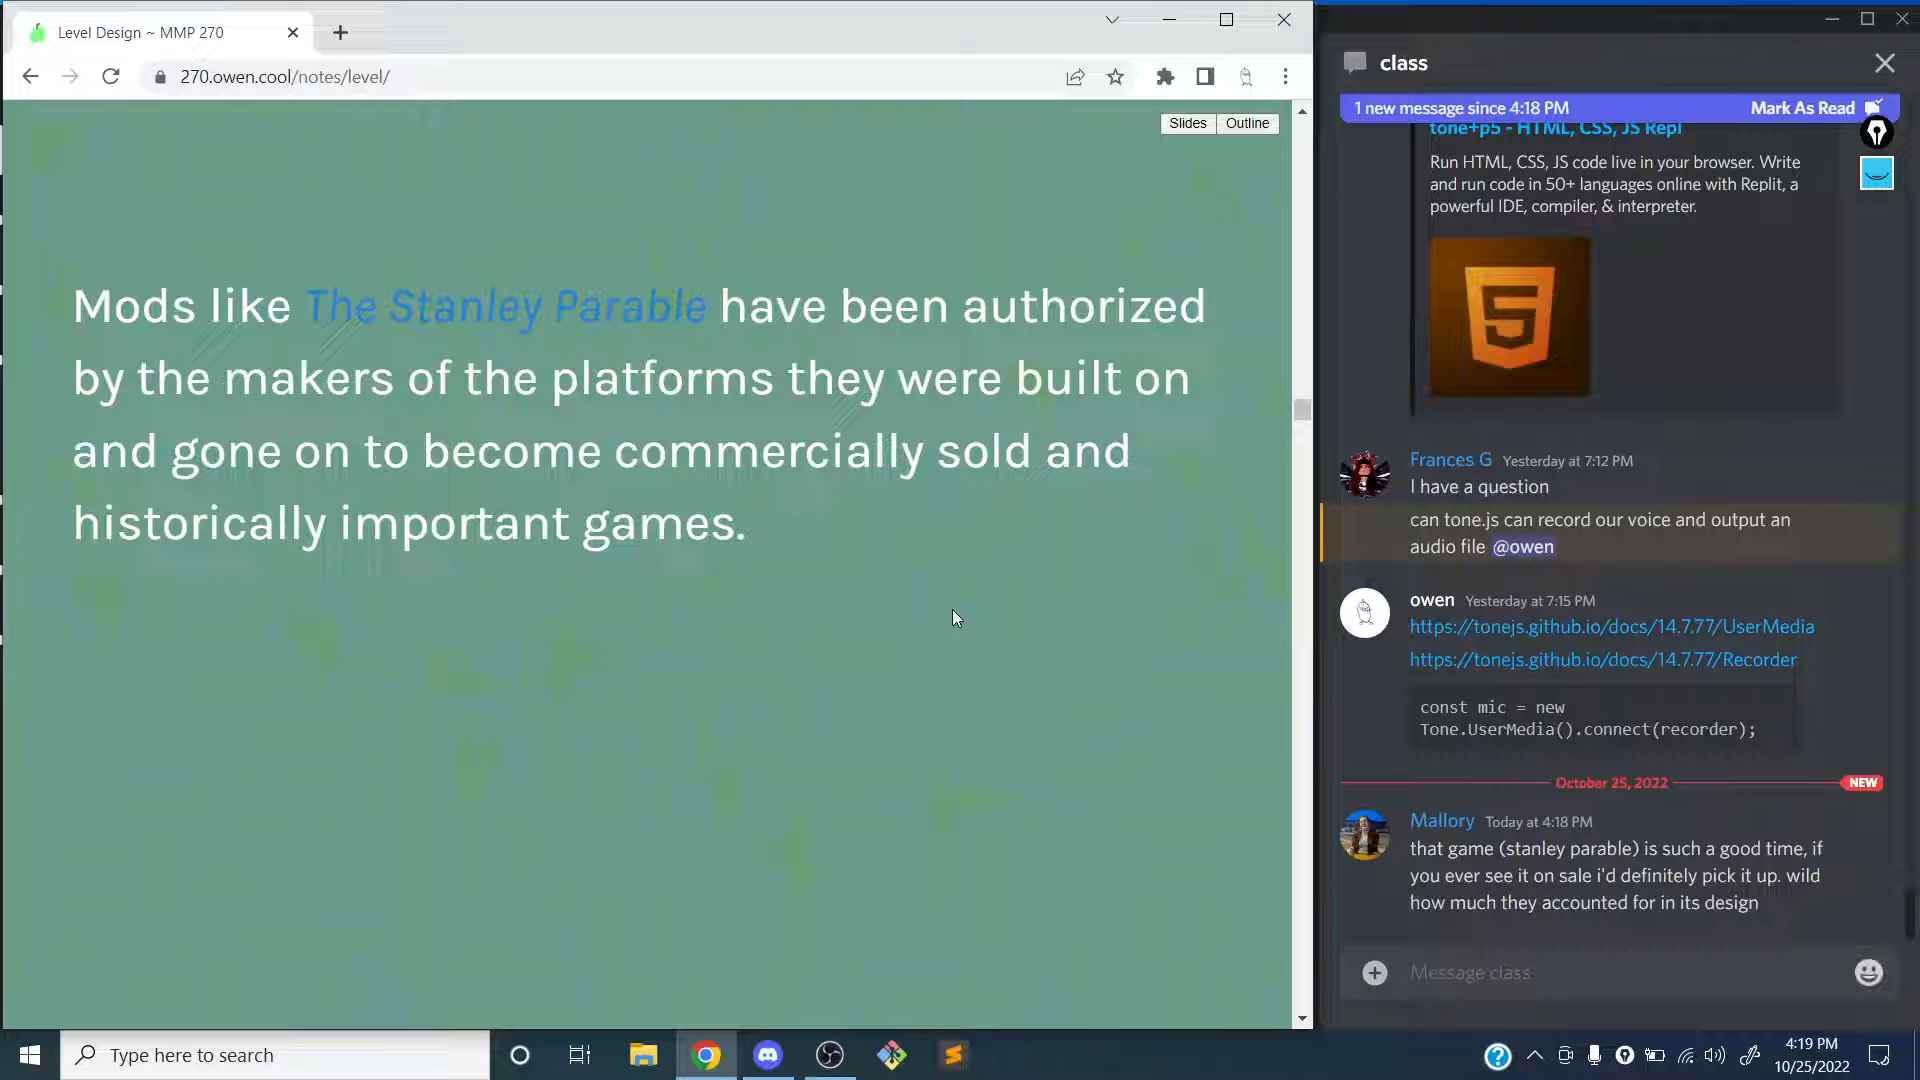 Level Design ~ MMP 270
270.owen.cool/notes/level/
Slides Outline
Mods like The Stanley Parable have been authorized
by the makers of the platforms they were built on
and gone on to become commercially sold and
historically important games.
class
1 new message since 4:18 PM Mark As Read
tone+p5 - HTML, CSS, JS Repl
Run HTML, CSS, JS code live in your browser. Write
and run code in 50+ languages online with Replit, a
powerful IDE, compiler, & interpreter.
5
Frances G Yesterday at 7:12 PM
I have a question
can tone.js can record our voice and output an
audio file @owen
owen Yesterday at 7:15 PM
https://tonejs.github.io/docs/14.7.77/UserMedia
https://tonejs.github.io/docs/14.7.77/Recorder
const mic = new
Tone.UserMedia().connect(recorder);
October 25, 2022 NEW
Mallory Today at 4:18 PM
that game (stanley parable) is such a good time, if
you ever see it on sale i'd definitely pick it up. wild
how much they accounted for in its design
Message class
Type here to search
4:19 PM
10/25/2022